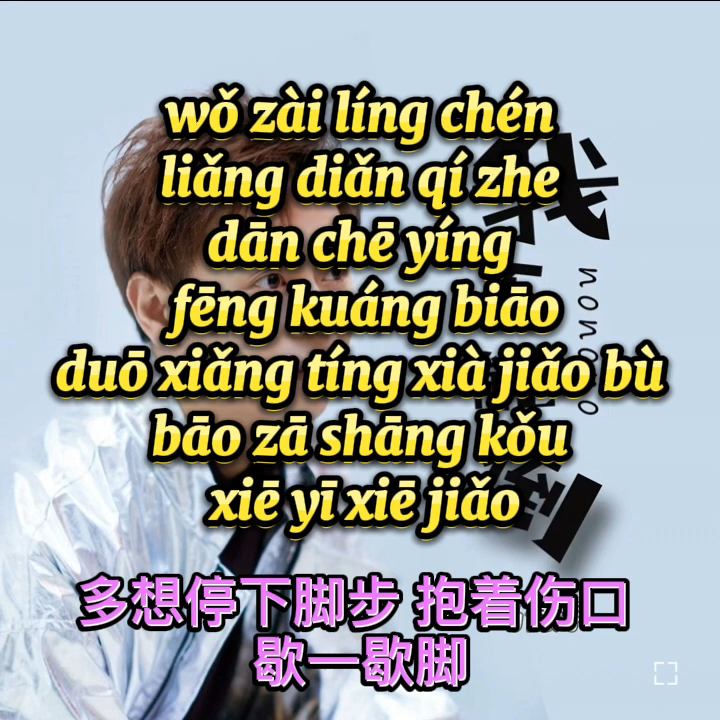 wǒ zài líng chén
liǎng diǎn qí zhe
dān chē yíng
fēng kuáng biāo
duō xiǎng tíng xià jiǎo bù
bāo zā shāng kǒu
xiē yī xiē jiǎo
多想停下脚步 抱着伤口
歇一歇脚